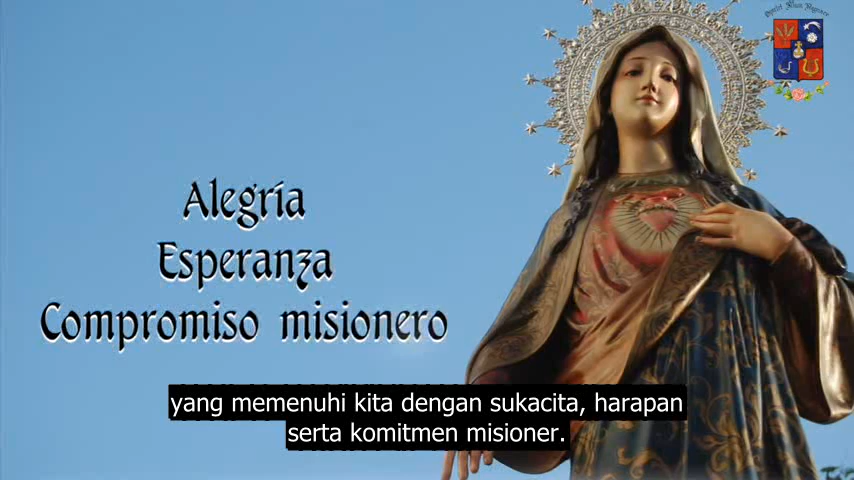 Alegría
Esperanza
Compromiso misionero
yang memenuhi kita dengan sukacita, harapan
serta komitmen misioner.